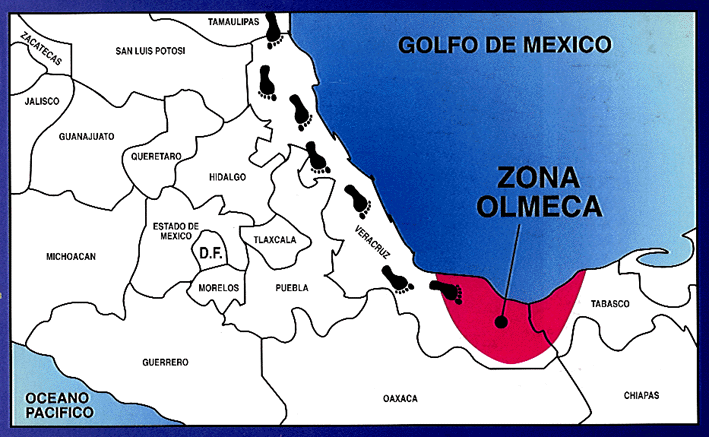 TAMAULIPAS
ZACATECAS
SAN LUIS POTOSI
GOLFO DE MEXICO
JALISCO
GUANAJUATO
QUERETARO
HIDALGO
ZONA
OLMECA
ESTADO DE
MEXICO
D.F.
TLAXCALA
VERACRUZ
MICHOACAN
MORELOS
PUEBLA
TABASCO
GUERRERO
OCEANO
PACIFICO
OAXACA
CHIAPAS